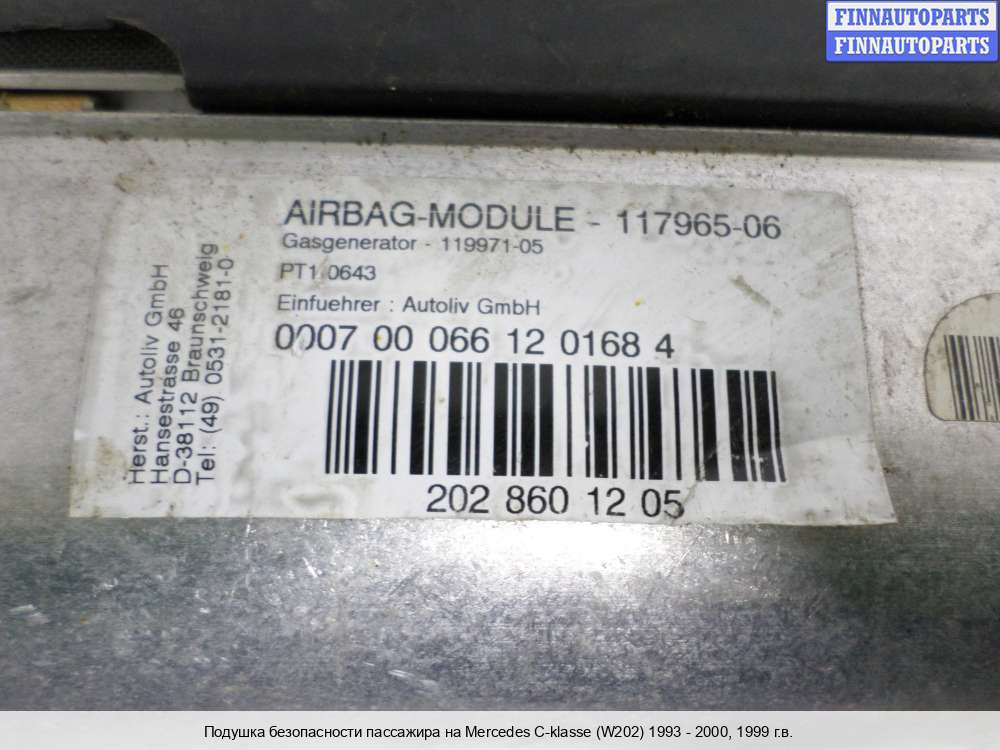 FINNAUTOPARTS
FINNAUTOPARTS
AIRBAG-MODULE - 117965-06
Gasgenerator - 119971-05
PT1 0643
Einfuehrer : Autoliv GmbH
0007 00 066 12 0168 4
202 860 12 05
Herst.: Autoliv GmbH
Hansestrasse 46
D-38112 Braunschweig
Tel: (49) 0531-2181-0
Подушка безопасности пассажира на Mercedes C-klasse (W202) 1993 - 2000, 1999 г.в.